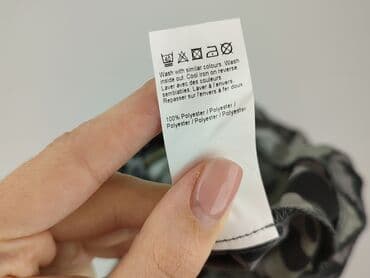 Wash with similar colours. Wash
inside out. Cool iron on reverse.
Laver avec des couleurs
semblables. Laver à l'envers.
Repasser sur l'envers à fer doux.
100% Polyester / Polyester /
Polyester / Polyester / Polyester